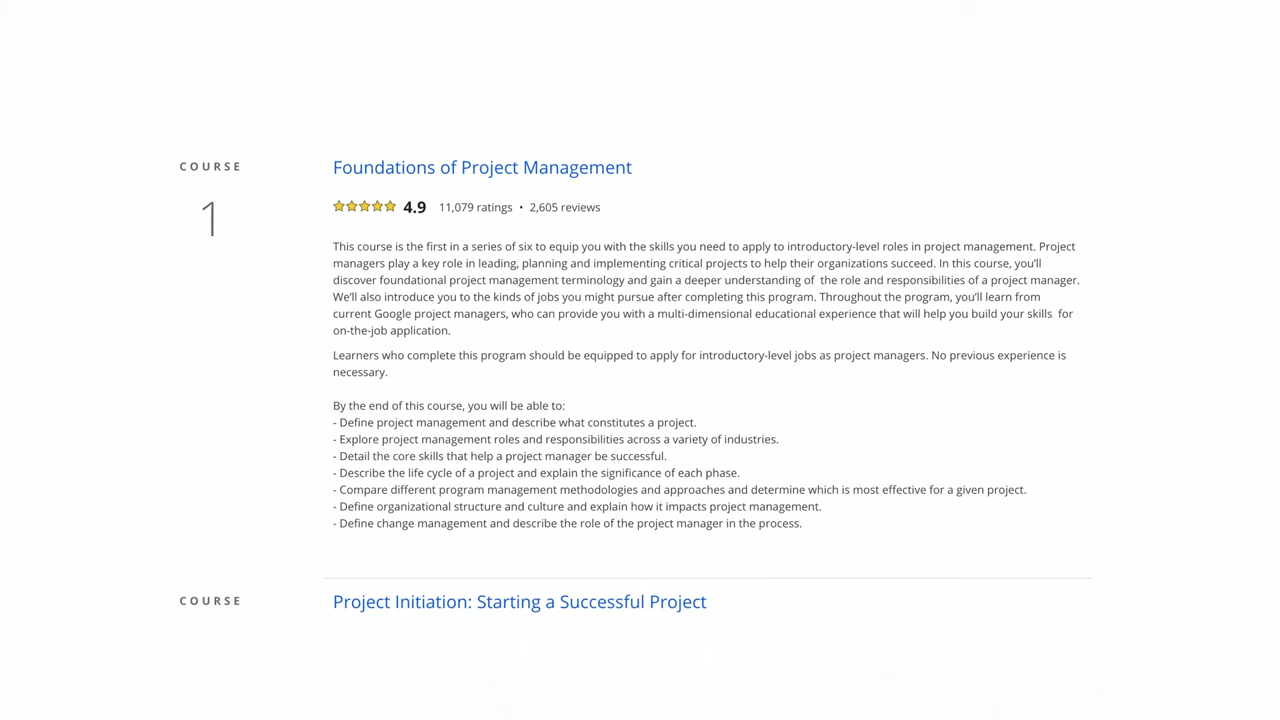 COURSE
1
Foundations of Project Management
4.9 11,079 ratings • 2,605 reviews
This course is the first in a series of six to equip you with the skills you need to apply to introductory-level roles in project management. Project
managers play a key role in leading, planning and implementing critical projects to help their organizations succeed. In this course, you'll
discover foundational project management terminology and gain a deeper understanding of  the role and responsibilities of a project manager.
We'll also introduce you to the kinds of jobs you might pursue after completing this program. Throughout the program, you'll learn from
current Google project managers, who can provide you with a multi-dimensional educational experience that will help you build your skills  for
on-the-job application.
Learners who complete this program should be equipped to apply for introductory-level jobs as project managers. No previous experience is
necessary.
By the end of this course, you will be able to:
- Define project management and describe what constitutes a project.
- Explore project management roles and responsibilities across a variety of industries.
- Detail the core skills that help a project manager be successful.
- Describe the life cycle of a project and explain the significance of each phase.
- Compare different program management methodologies and approaches and determine which is most effective for a given project.
- Define organizational structure and culture and explain how it impacts project management.
- Define change management and describe the role of the project manager in the process.
COURSE
Project Initiation: Starting a Successful Project